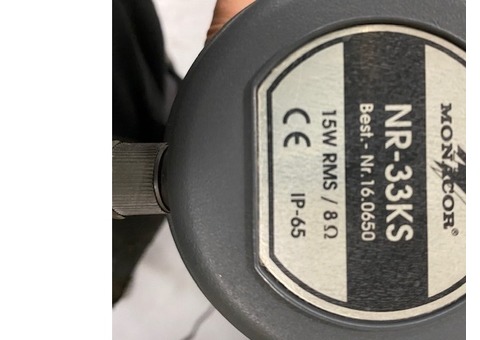 MONACOR®
NR-33KS
Best.- Nr.16.0650
15W RMS / 8 Ω
CE IP-65